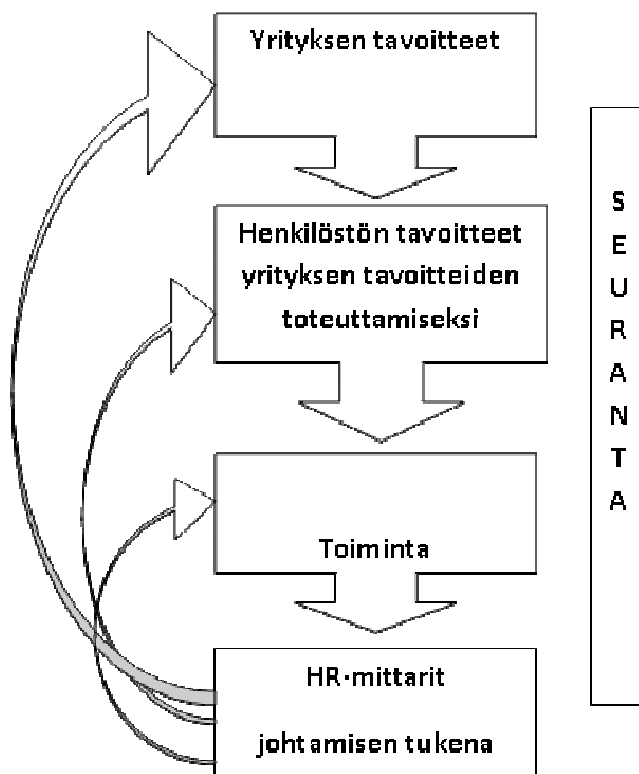 Yrityksen tavoitteet
Henkilöstön tavoitteet
yrityksen tavoitteiden
toteuttamiseksi
Toiminta
HR-mittarit
johtamisen tukena
S
E
U
R
A
N
T
A